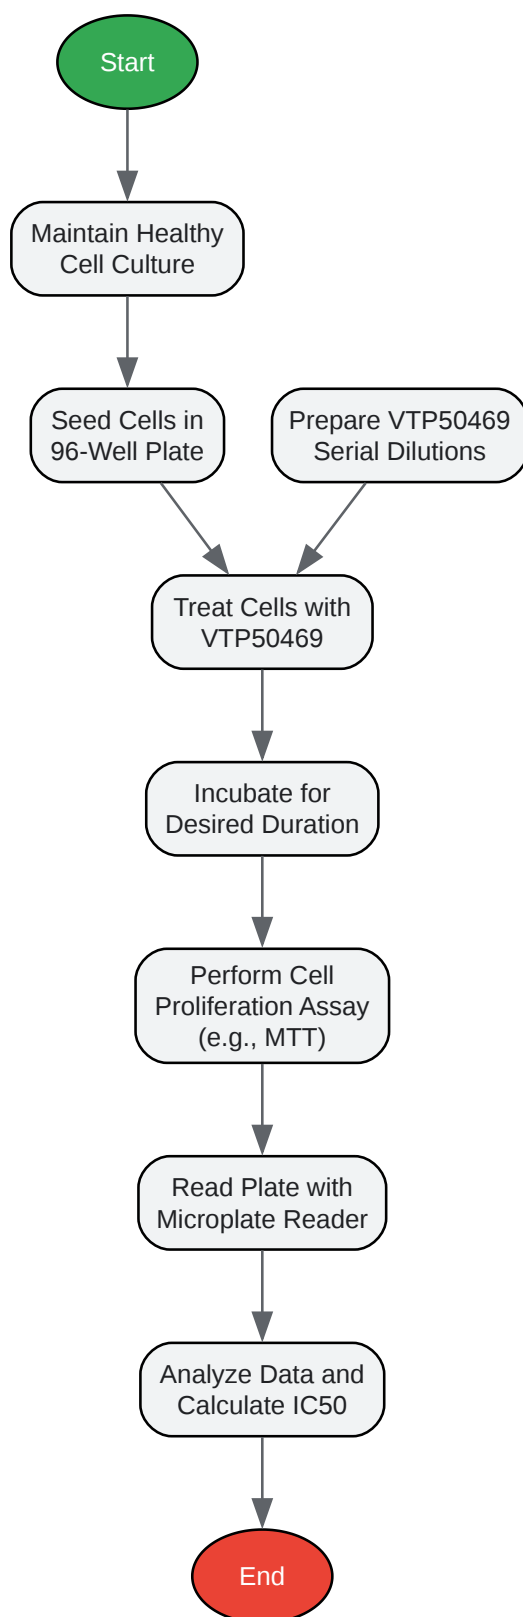 Start
Maintain Healthy
Cell Culture
Seed Cells in
96-Well Plate
Prepare VTP50469
Serial Dilutions
Treat Cells with
VTP50469
Incubate for
Desired Duration
Perform Cell
Proliferation Assay
(e.g., MTT)
Read Plate with
Microplate Reader
Analyze Data and
Calculate IC50
End